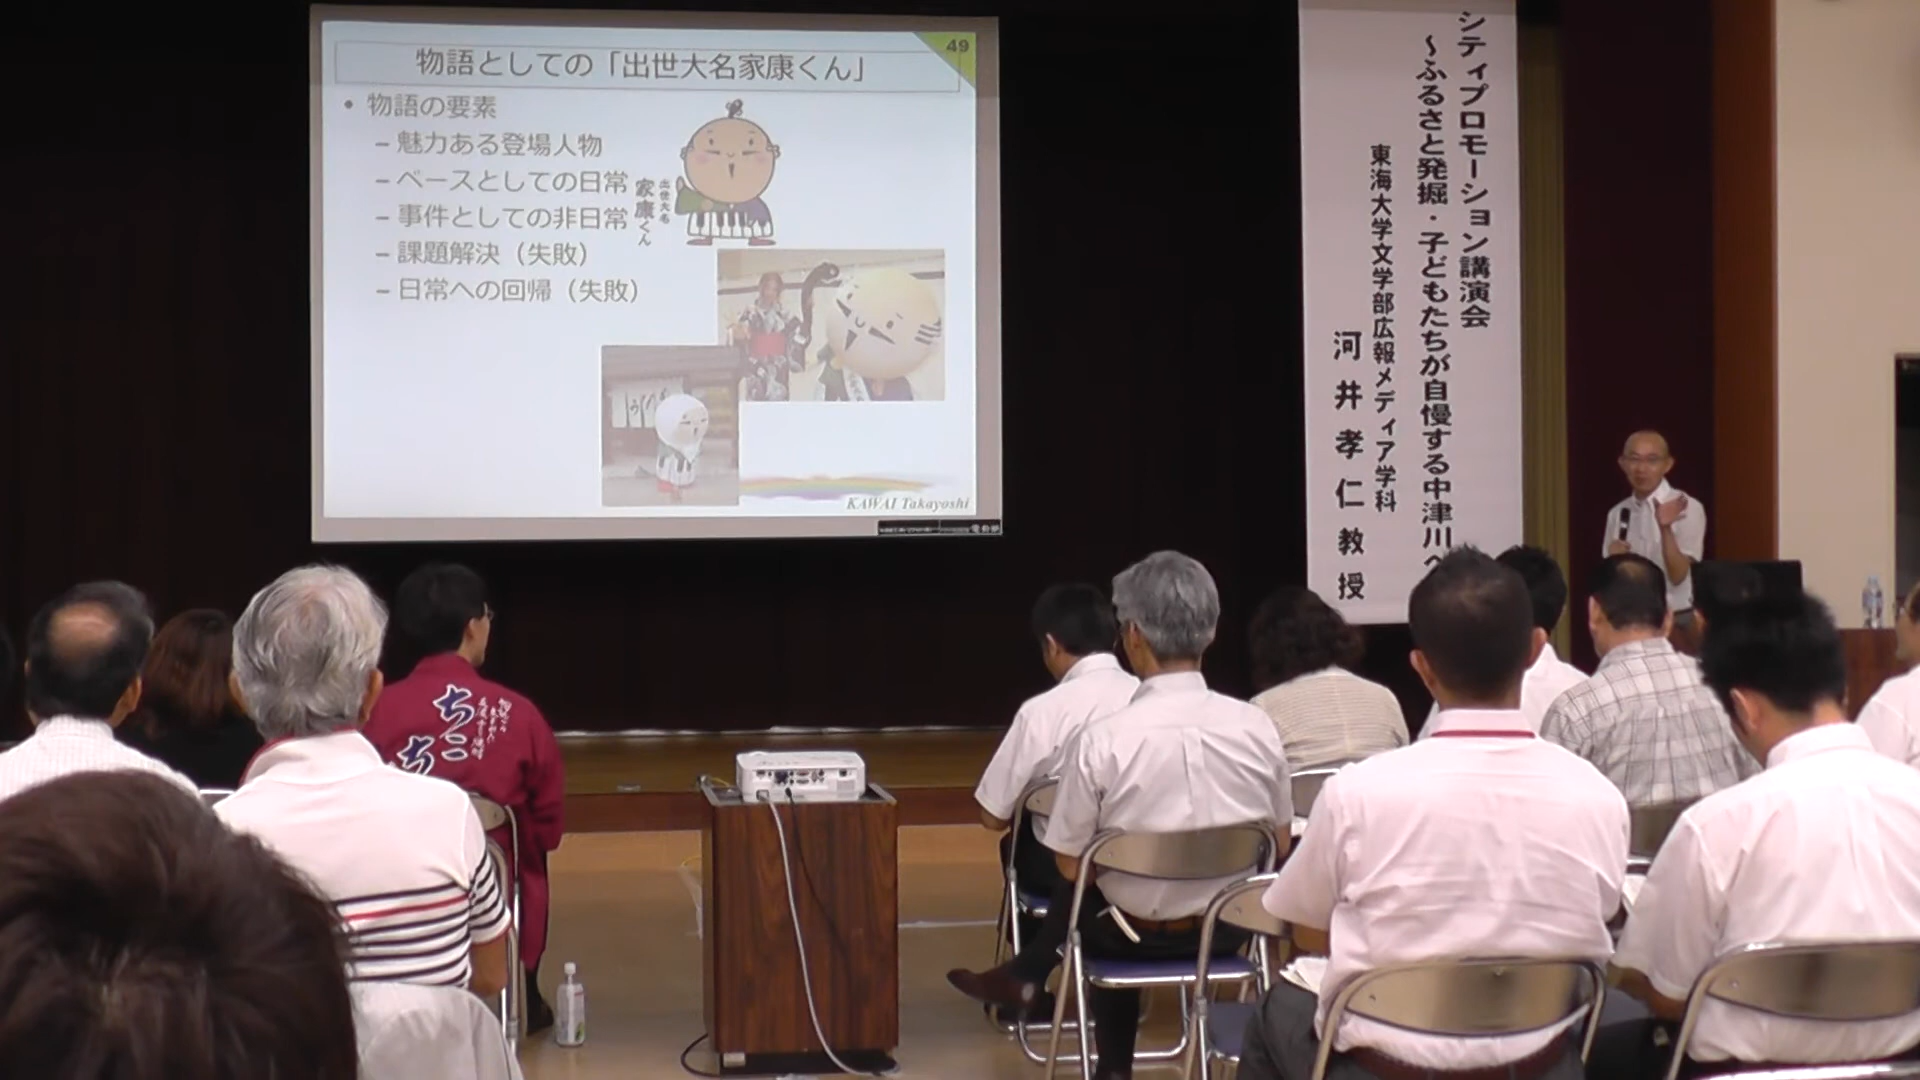 物語としての「出世大名家康くん」
49
• 物語の要素
– 魅力ある登場人物
– ベースとしての日常
– 事件としての非日常
– 課題解決（失敗）
– 日常への回帰（失敗）
出世大名
家康くん
KAWAI Takayoshi
シティプロモーション講演会
～ふるさと発掘・子どもたちが自慢する中津川へ
東海大学文学部広報メディア学科
河井孝仁教授
ちこ
ち